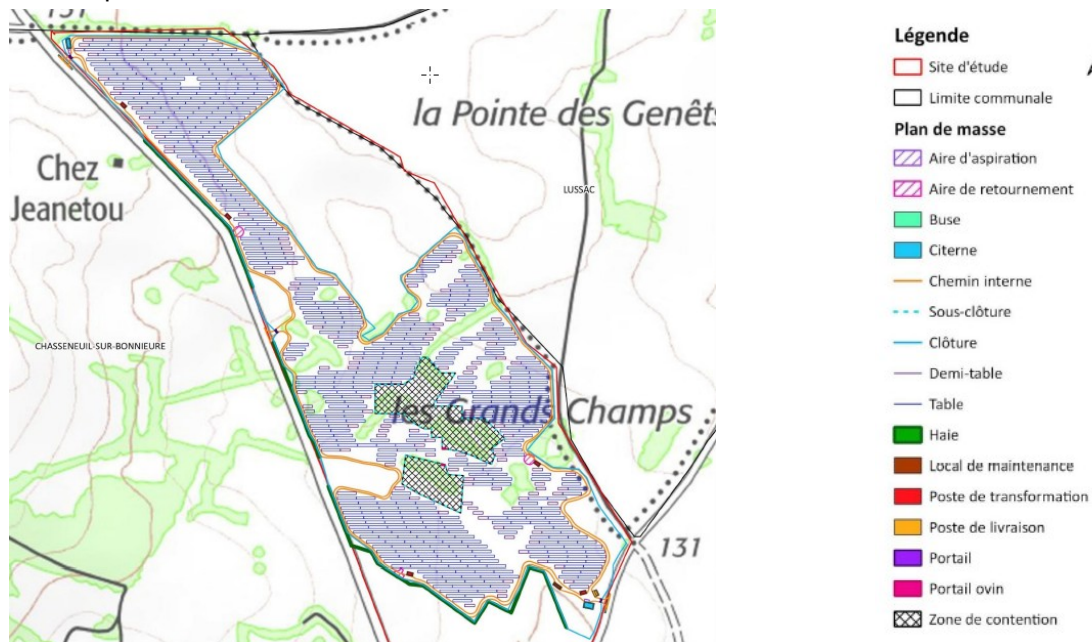 131
la Pointe des Genêts
Chez
Jeanetou
LUSSAC
CHASSENEUIL-SUR-BONNIEURE
les Grands Champs
131
Légende
Site d'étude
Limite communale
Plan de masse
Aire d'aspiration
Aire de retournement
Buse
Citerne
Chemin interne
Sous-clôture
Clôture
Demi-table
Table
Haie
Local de maintenance
Poste de transformation
Poste de livraison
Portail
Portail ovin
Zone de contention